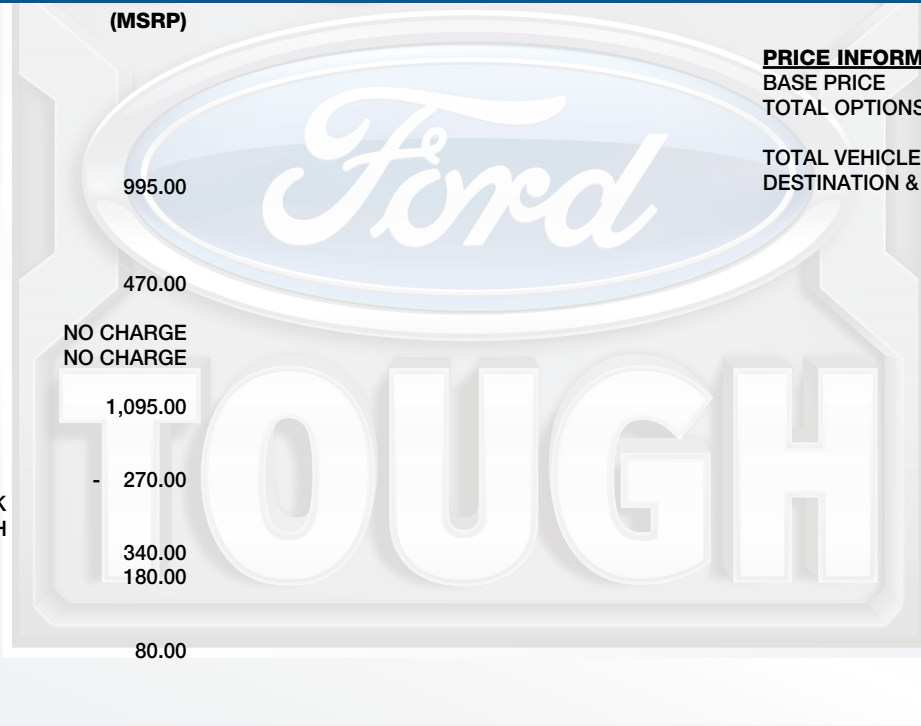 (MSRP)
PRICE INFORM
BASE PRICE
TOTAL OPTIONS
TOTAL VEHICLE
995.00
DESTINATION &
Ford
470.00
NO CHARGE
NO CHARGE
1,095.00
TOUGH
- 270.00
K
H
340.00
180.00
80.00